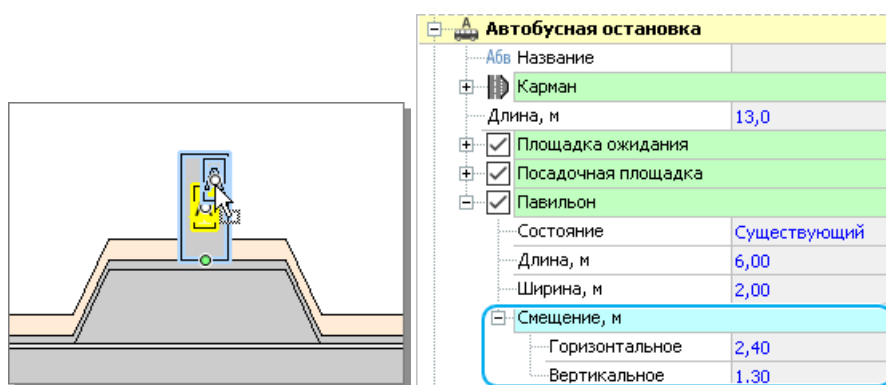 А
Автобусная остановка
Абв Название
Карман
Длина, м 13,0
Площадка ожидания
Посадочная площадка
Павильон
Состояние Существующий
Длина, м 6,00
Ширина, м 2,00
Смещение, м
Горизонтальное 2,40
Вертикальное 1.30